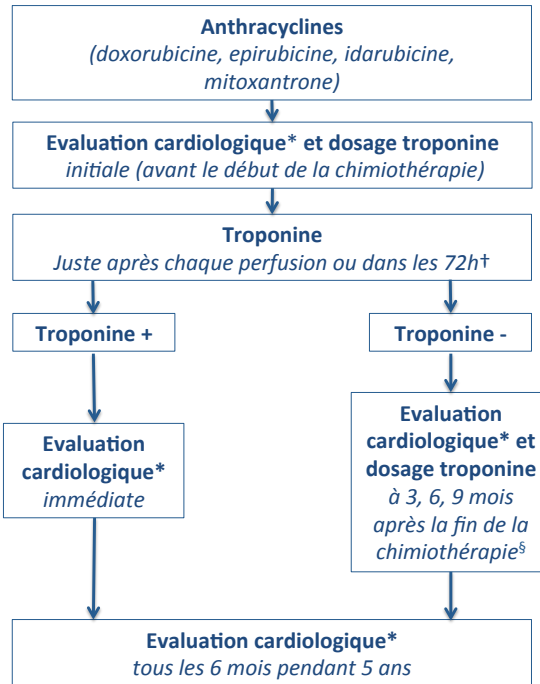 Anthracyclines
(doxorubicine, epirubicine, idarubicine,
mitoxantrone)
Evaluation cardiologique* et dosage troponine
initiale (avant le début de la chimiothérapie)
Troponine
Juste après chaque perfusion ou dans les 72h†
Troponine +
Troponine -
Evaluation
cardiologique*
immédiate
Evaluation
cardiologique* et
dosage troponine
à 3, 6, 9 mois
après la fin de la
chimiothérapie§
Evaluation cardiologique*
tous les 6 mois pendant 5 ans